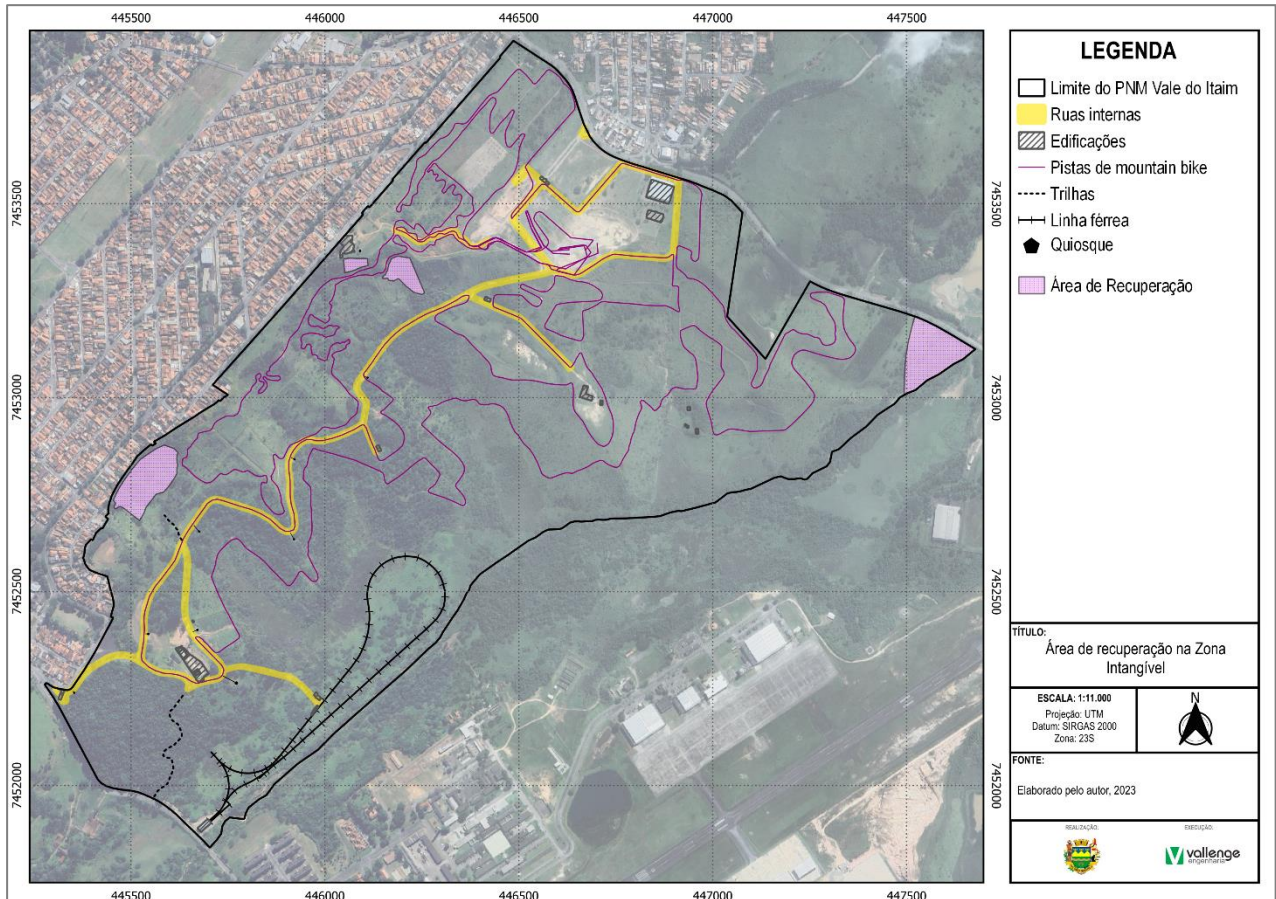 445500 446000 446500 447000 447500
7453500 7453500
7453000 7453000
7452500 7452500
7452000 7452000
445500 446000 446500 447000 447500
LEGENDA
Limite do PNM Vale do Itaim
Ruas internas
Edificações
Pistas de mountain bike
Trilhas
Linha férrea
Quiosque
Área de Recuperação
TÍTULO:
Área de recuperação na Zona
Intangível
ESCALA: 1:11.000
Projeção: UTM
Datum: SIRGAS 2000
Zona: 23S
N
FONTE:
Elaborado pelo autor, 2023
REALIZAÇÃO:
EXECUÇÃO:
vallenge
engenharia